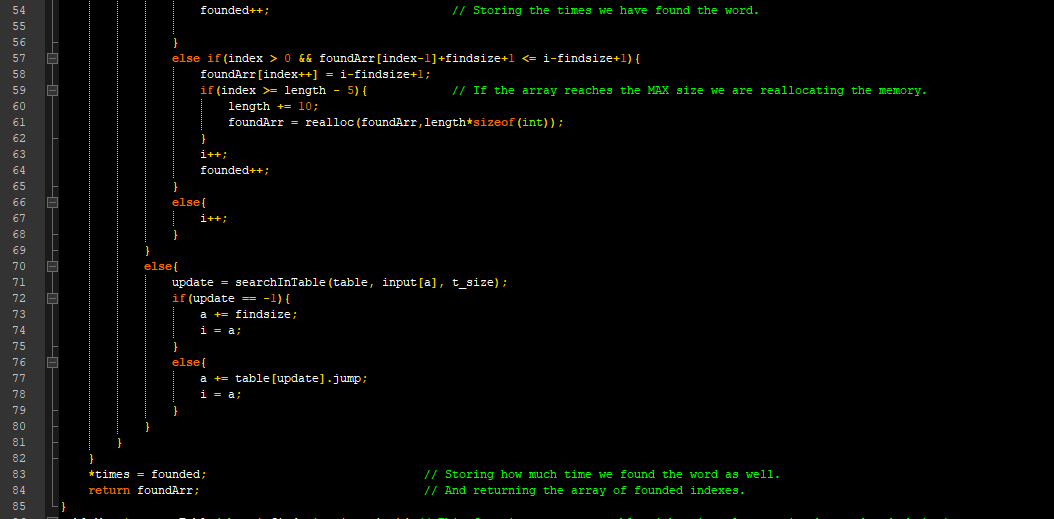 54 founded++; // Storing the times we have found the word.
55
56 }
57 else if(index > 0 && foundArr[index-1]+findsize+1 <= i-findsize+1){
58 foundArr[index++] = i-findsize+1;
59 if(index >= length - 5){ // If the array reaches the MAX size we are reallocating the memory.
60 length += 10;
61 foundArr = realloc(foundArr,length*sizeof(int));
62 }
63 i++;
64 founded++;
65 }
66 else{
67 i++;
68 }
69 }
70 else{
71 update = searchInTable(table, input[a], t_size);
72 if(update == -1){
73 a += findsize;
74 i = a;
75 }
76 else{
77 a += table[update].jump;
78 i = a;
79 }
80 }
81 }
82 }
83 *times = founded; // Storing how much time we found the word as well.
84 return foundArr; // And returning the array of founded indexes.
85 }